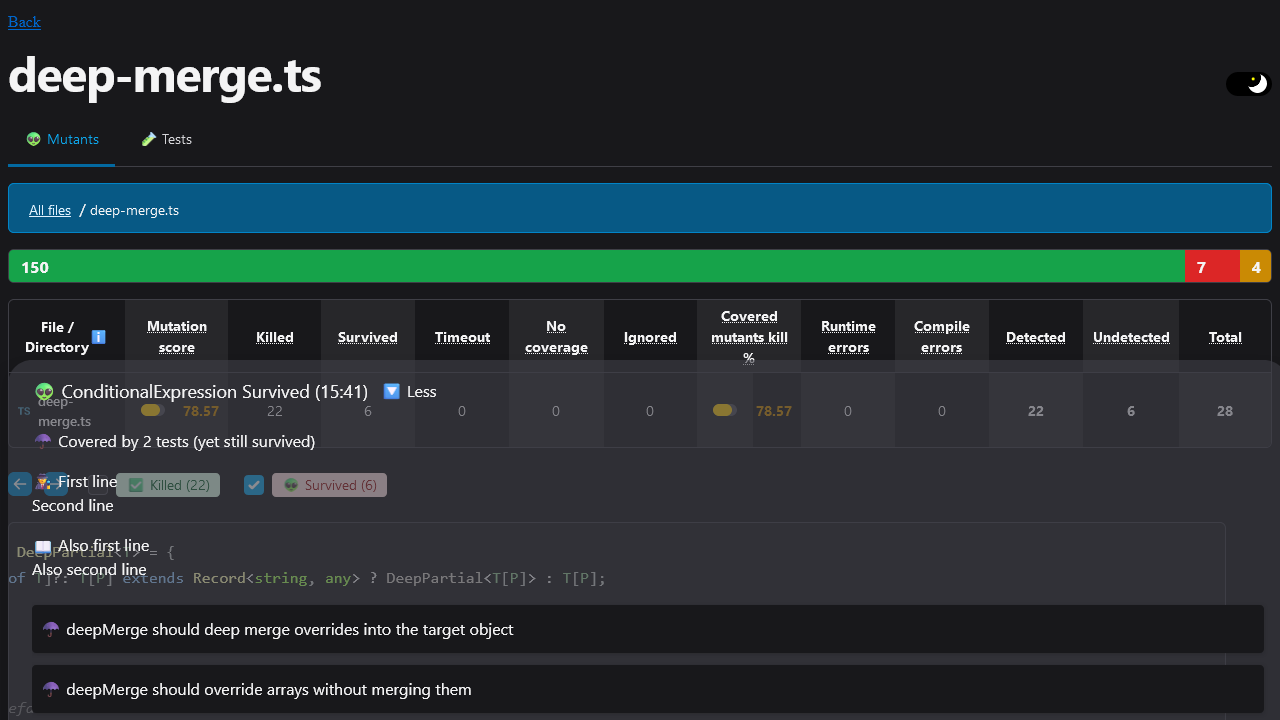 Back
deep-merge.ts
Mutants
Tests
All files / deep-merge.ts
150 7 4
File / Directory
Mutation score
Killed
Survived
Timeout
No coverage
Ignored
Covered mutants kill %
Runtime errors
Compile errors
Detected
Undetected
Total
ConditionalExpression Survived (15:41) Less
TS deep-merge.ts 78.57 22 6 0 0 0 78.57 0 0 22 6 28
Covered by 2 tests (yet still survived)
First line
Killed (22) Survived (6)
Second line
Also first line
DeepPartial<T> = {
Also second line
of T]?: T[P] extends Record<string, any> ? DeepPartial<T[P]> : T[P];
deepMerge should deep merge overrides into the target object
deepMerge should override arrays without merging them